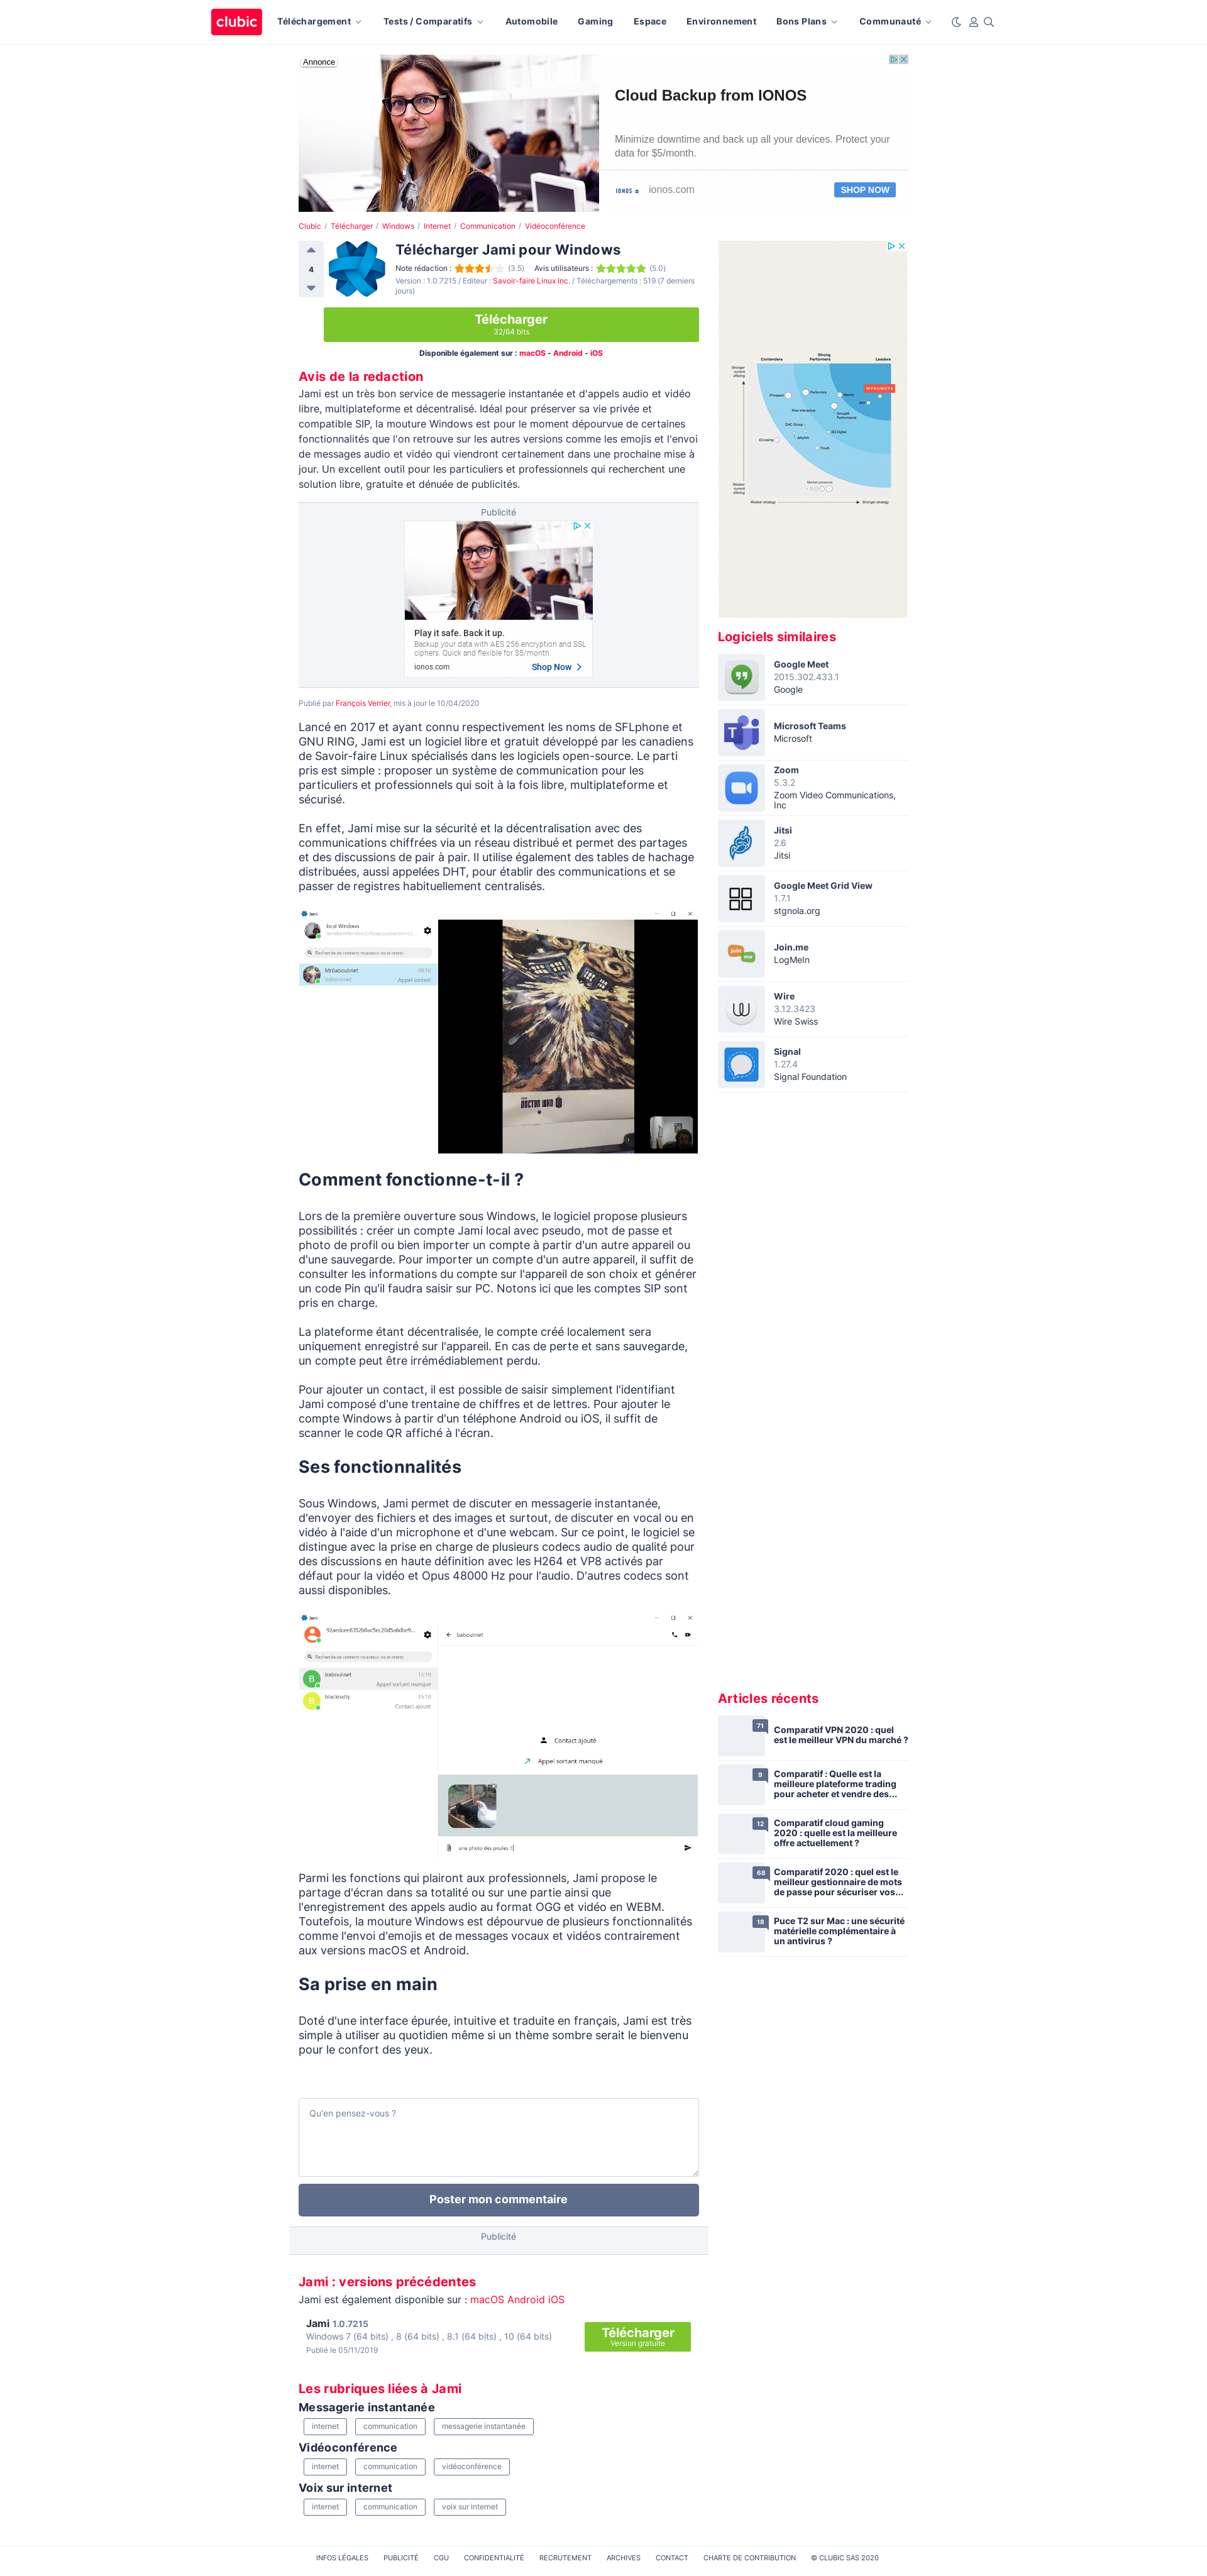 clubic
Téléchargement
Tests / Comparatifs
Automobile
Gaming
Espace
Environnement
Bons Plans
Communauté
Annonce
Cloud Backup from IONOS
Minimize downtime and back up all your devices. Protect your
data for $5/month.
IONOS
ionos.com
SHOP NOW
Clubic / Télécharger / Windows / Internet / Communication / Vidéoconférence
4
Télécharger Jami pour Windows
Note rédaction : (3.5) Avis utilisateurs : (5.0)
Version : 1.0.7215 / Editeur : Savoir-faire Linux Inc. / Téléchargements : 519 (7 derniers
jours)
Télécharger
32/64 bits
Disponible également sur : macOS - Android - iOS
Avis de la redaction
Jami est un très bon service de messagerie instantanée et d'appels audio et vidéo
libre, multiplateforme et décentralisé. Idéal pour préserver sa vie privée et
compatible SIP, la mouture Windows est pour le moment dépourvue de certaines
fonctionnalités que l'on retrouve sur les autres versions comme les emojis et l'envoi
de messages audio et vidéo qui viendront certainement dans une prochaine mise à
jour. Un excellent outil pour les particuliers et professionnels qui recherchent une
solution libre, gratuite et dénuée de publicités.
Publicité
Play it safe. Back it up.
Backup your data with AES 256 encryption and SSL
ciphers. Quick and flexible for $5/month.
ionos.com
Shop Now
Publié par François Verrier, mis à jour le 10/04/2020
Lancé en 2017 et ayant connu respectivement les noms de SFLphone et
GNU RING, Jami est un logiciel libre et gratuit développé par les canadiens
de Savoir-faire Linux spécialisés dans les logiciels open-source. Le parti
pris est simple : proposer un système de communication pour les
particuliers et professionnels qui soit à la fois libre, multiplateforme et
sécurisé.
En effet, Jami mise sur la sécurité et la décentralisation avec des
communications chiffrées via un réseau distribué et permet des partages
et des discussions de pair à pair. Il utilise également des tables de hachage
distribuées, aussi appelées DHT, pour établir des communications et se
passer de registres habituellement centralisés.
Jami
local Windows
Recherche de contacts nouveaux ou existants
MrBaboulinet
baboulinet
Appel sortant
DOCTOR WHO
Comment fonctionne-t-il ?
Lors de la première ouverture sous Windows, le logiciel propose plusieurs
possibilités : créer un compte Jami local avec pseudo, mot de passe et
photo de profil ou bien importer un compte à partir d'un autre appareil ou
d'une sauvegarde. Pour importer un compte d'un autre appareil, il suffit de
consulter les informations du compte sur l'appareil de son choix et générer
un code Pin qu'il faudra saisir sur PC. Notons ici que les comptes SIP sont
pris en charge.
La plateforme étant décentralisée, le compte créé localement sera
uniquement enregistré sur l'appareil. En cas de perte et sans sauvegarde,
un compte peut être irrémédiablement perdu.
Pour ajouter un contact, il est possible de saisir simplement l'identifiant
Jami composé d'une trentaine de chiffres et de lettres. Pour ajouter le
compte Windows à partir d'un téléphone Android ou iOS, il suffit de
scanner le code QR affiché à l'écran.
Ses fonctionnalités
Sous Windows, Jami permet de discuter en messagerie instantanée,
d'envoyer des fichiers et des images et surtout, de discuter en vocal ou en
vidéo à l'aide d'un microphone et d'une webcam. Sur ce point, le logiciel se
distingue avec la prise en charge de plusieurs codecs audio de qualité pour
des discussions en haute définition avec les H264 et VP8 activés par
défaut pour la vidéo et Opus 48000 Hz pour l'audio. D'autres codecs sont
aussi disponibles.
Jami
baboulinet
Recherche de contacts nouveaux ou existants
B
baboulinet
15:19
Appel sortant manqué
B
blacknally
15:18
Contact ajouté
Contact ajouté
Appel sortant manqué
une photo des poules !!
Parmi les fonctions qui plairont aux professionnels, Jami propose le
partage d'écran dans sa totalité ou sur une partie ainsi que
l'enregistrement des appels audio au format OGG et vidéo en WEBM.
Toutefois, la mouture Windows est dépourvue de plusieurs fonctionnalités
comme l'envoi d'emojis et de messages vocaux et vidéos contrairement
aux versions macOS et Android.
Sa prise en main
Doté d'une interface épurée, intuitive et traduite en français, Jami est très
simple à utiliser au quotidien même si un thème sombre serait le bienvenu
pour le confort des yeux.
Qu'en pensez-vous ?
Poster mon commentaire
Publicité
Jami : versions précédentes
Jami est également disponible sur : macOS Android iOS
Jami 1.0.7215
Windows 7 (64 bits) , 8 (64 bits) , 8.1 (64 bits) , 10 (64 bits)
Publié le 05/11/2019
Télécharger
Version gratuite
Les rubriques liées à Jami
Messagerie instantanée
internet
communication
messagerie instantanée
Vidéoconférence
internet
communication
vidéoconférence
Voix sur internet
internet
communication
voix sur internet
Contenders
Strong
Performers
Leaders
Stronger
current
offering
WPROMOTE
Weaker
current
offering
Market presence
Weaker strategy
Stronger strategy
Logiciels similaires
Google Meet
2015.302.433.1
Google
Microsoft Teams
Microsoft
Zoom
5.3.2
Zoom Video Communications,
Inc
Jitsi
2.6
Jitsi
Google Meet Grid View
1.7.1
stgnola.org
join
me
Join.me
LogMeIn
Wire
3.12.3423
Wire Swiss
Signal
1.27.4
Signal Foundation
Articles récents
71
Comparatif VPN 2020 : quel
est le meilleur VPN du marché ?
9
Comparatif : Quelle est la
meilleure plateforme trading
pour acheter et vendre des...
12
Comparatif cloud gaming
2020 : quelle est la meilleure
offre actuellement ?
68
Comparatif 2020 : quel est le
meilleur gestionnaire de mots
de passe pour sécuriser vos...
18
Puce T2 sur Mac : une sécurité
matérielle complémentaire à
un antivirus ?
INFOS LÉGALES
PUBLICITÉ
CGU
CONFIDENTIALITÉ
RECRUTEMENT
ARCHIVES
CONTACT
CHARTE DE CONTRIBUTION
© CLUBIC SAS 2020